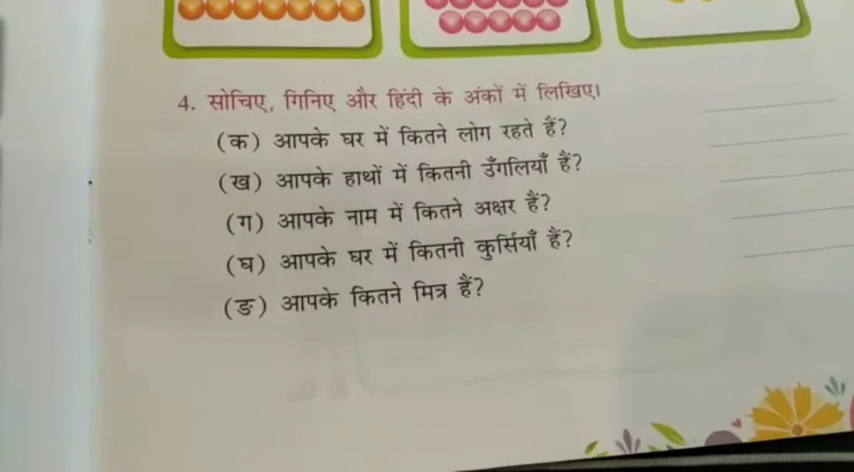 4. सोचिए, गिनिए और हिंदी के अंकों में लिखिए।
(क) आपके घर में कितने लोग रहते हैं?
(ख) आपके हाथों में कितनी उँगलियाँ हैं?
(ग) आपके नाम में कितने अक्षर हैं?
(घ) आपके घर में कितनी कुर्सियाँ हैं?
(ङ) आपके कितने मित्र हैं?